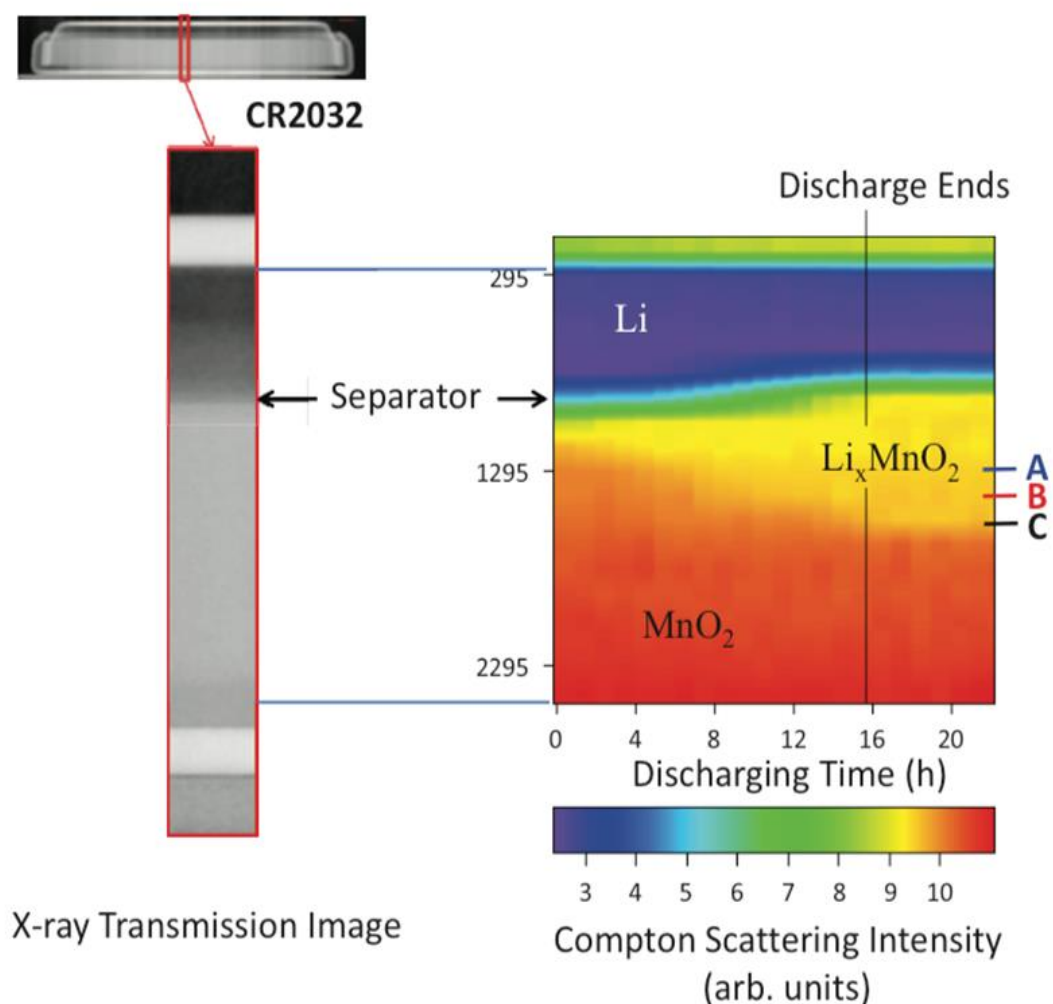 CR2032
Discharge Ends
295
Li
Separator
1295
LiₓMnO₂
A
B
C
MnO₂
2295
0 4 8 12 16 20
Discharging Time (h)
3 4 5 6 7 8 9 10
X-ray Transmission Image
Compton Scattering Intensity
(arb. units)